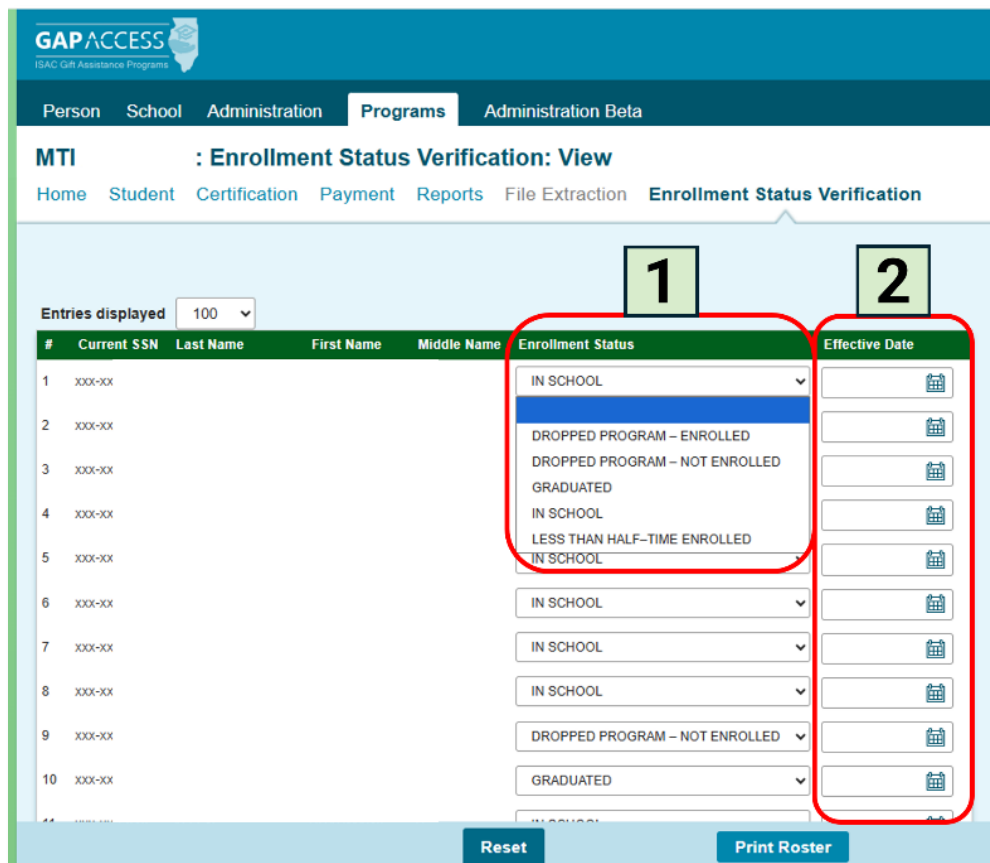 GAPACCESS
ISAC Gift Assistance Programs
Person School Administration Programs Administration Beta
MTI : Enrollment Status Verification: View
Home Student Certification Payment Reports File Extraction Enrollment Status Verification
1 2
Entries displayed 100
# Current SSN Last Name First Name Middle Name Enrollment Status Effective Date
1 xxx-xx IN SCHOOL
2 xxx-xx
DROPPED PROGRAM – ENROLLED
DROPPED PROGRAM – NOT ENROLLED
3 xxx-xx
GRADUATED
4 xxx-xx IN SCHOOL
LESS THAN HALF–TIME ENROLLED
5 xxx-xx IN SCHOOL
6 xxx-xx IN SCHOOL
7 xxx-xx IN SCHOOL
8 xxx-xx IN SCHOOL
9 xxx-xx DROPPED PROGRAM – NOT ENROLLED
10 xxx-xx GRADUATED
Reset Print Roster